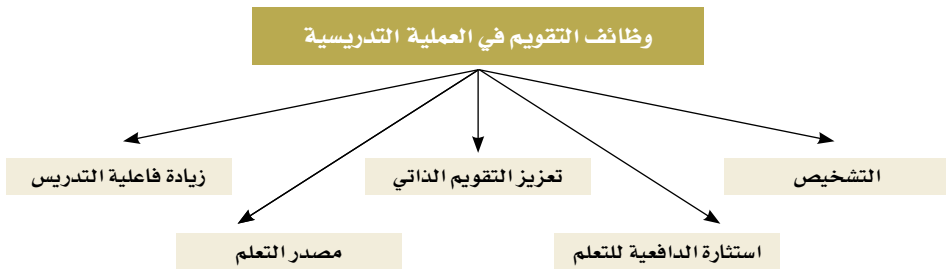 وظائف التقويم في العملية التدريسية
التشخيص
استثارة الدافعية للتعلم
تعزيز التقويم الذاتي
مصدر التعلم
زيادة فاعلية التدريس